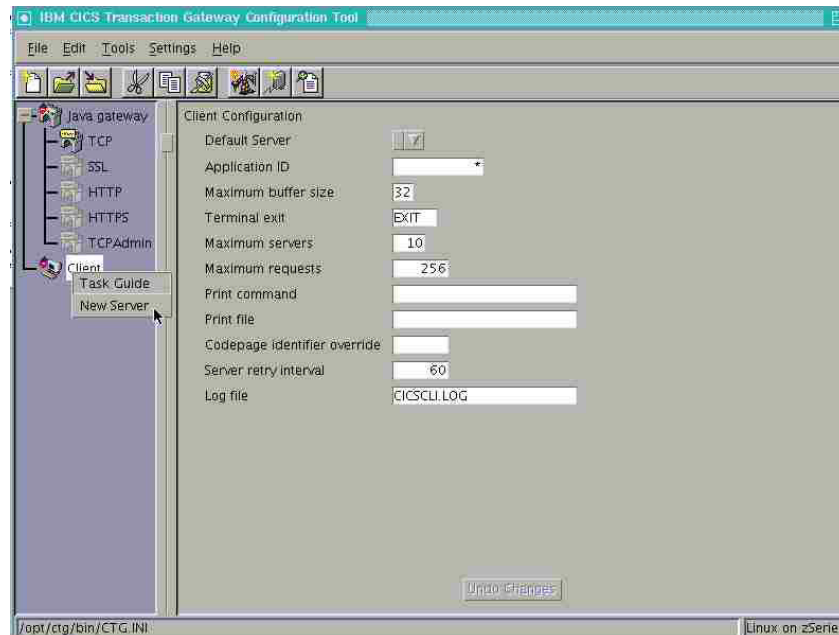 IBM CICS Transaction Gateway Configuration Tool
File Edit Tools Settings Help
Java gateway
TCP
SSL
HTTP
HTTPS
TCPAdmin
Client
Task Guide
New Server
Client Configuration
Default Server
Application ID *
Maximum buffer size 32
Terminal exit EXIT
Maximum servers 10
Maximum requests 256
Print command
Print file
Codepage identifier override
Server retry interval 60
Log file CICSCLI.LOG
Undo Changes
/opt/ctg/bin/CTG.INI
Linux on zSerie